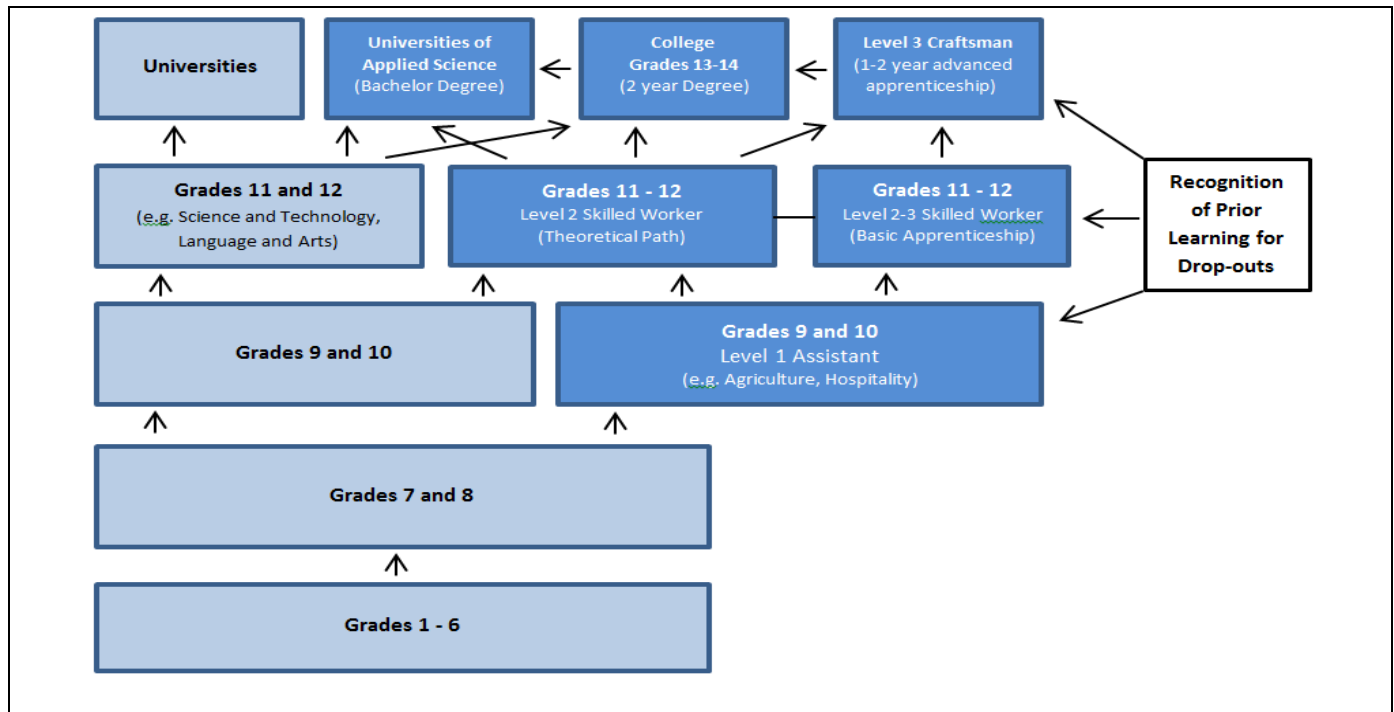 Universities
Universities of
Applied Science
(Bachelor Degree)
College
Grades 13-14
(2 year Degree)
Level 3 Craftsman
(1-2 year advanced
apprenticeship)
Grades 11 and 12
(e.g. Science and Technology,
Language and Arts)
Grades 11 - 12
Level 2 Skilled Worker
(Theoretical Path)
Grades 11 - 12
Level 2-3 Skilled Worker
(Basic Apprenticeship)
Recognition
of Prior
Learning for
Drop-outs
Grades 9 and 10
Grades 9 and 10
Level 1 Assistant
(e.g. Agriculture, Hospitality)
Grades 7 and 8
Grades 1 - 6